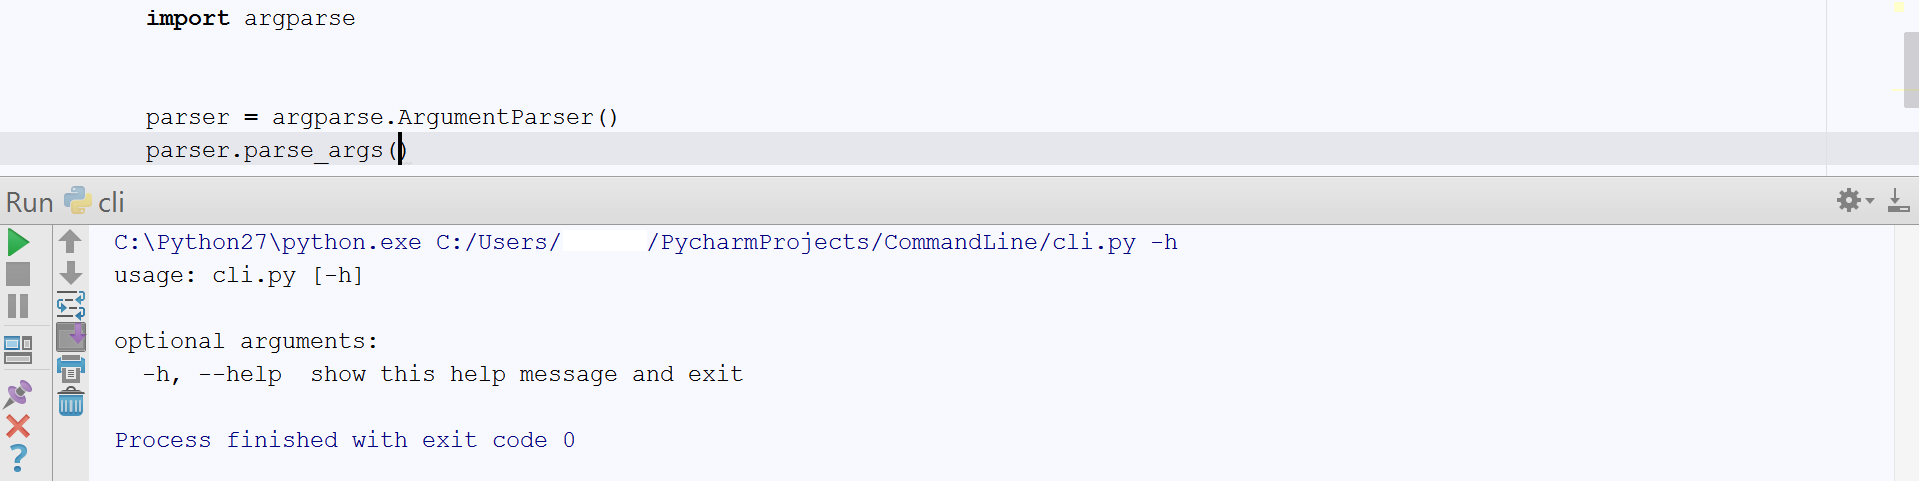 import argparse
parser = argparse.ArgumentParser()
parser.parse_args()
Run cli
C:\Python27\python.exe C:/Users/ /PycharmProjects/CommandLine/cli.py -h
usage: cli.py [-h]
optional arguments:
-h, --help  show this help message and exit
Process finished with exit code 0